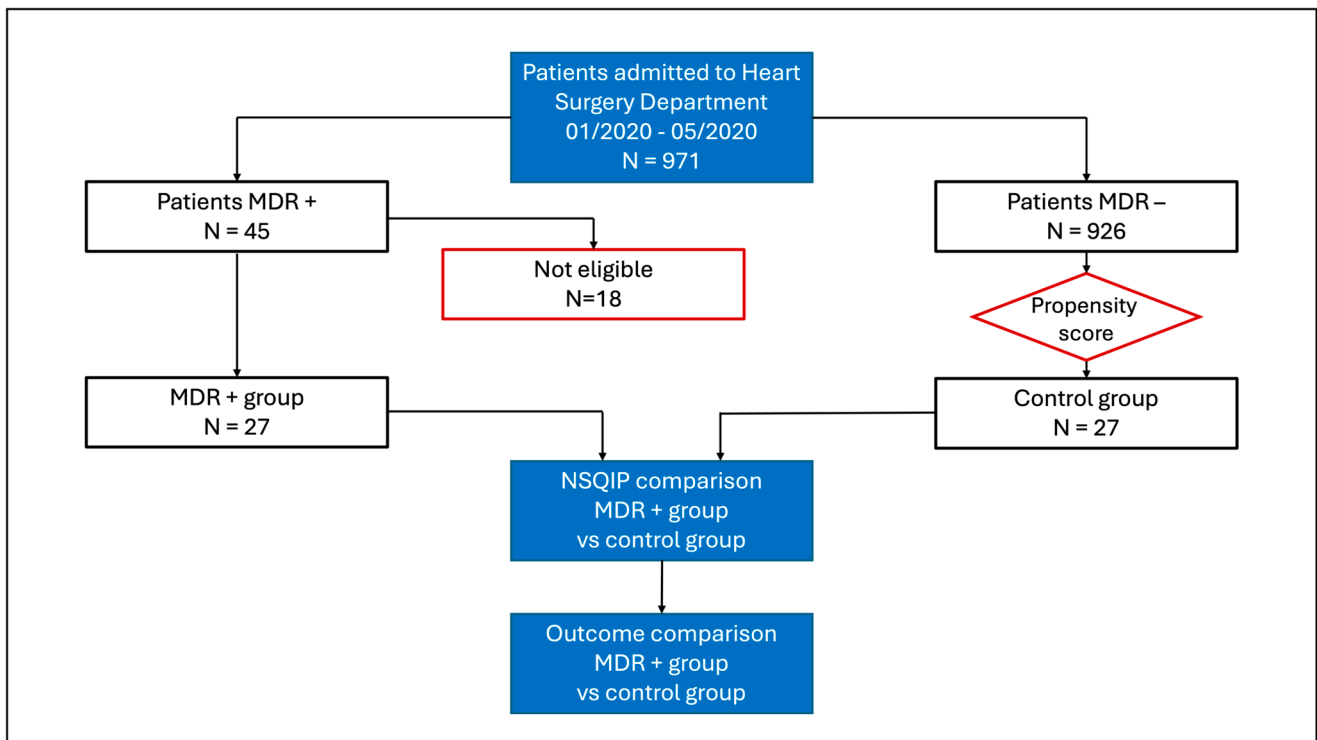 Patients admitted to Heart
Surgery Department
01/2020 - 05/2020
N = 971
Patients MDR +
N = 45
Patients MDR –
N = 926
Not eligible
N=18
Propensity
score
MDR + group
N = 27
Control group
N = 27
NSQIP comparison
MDR + group
vs control group
Outcome comparison
MDR + group
vs control group